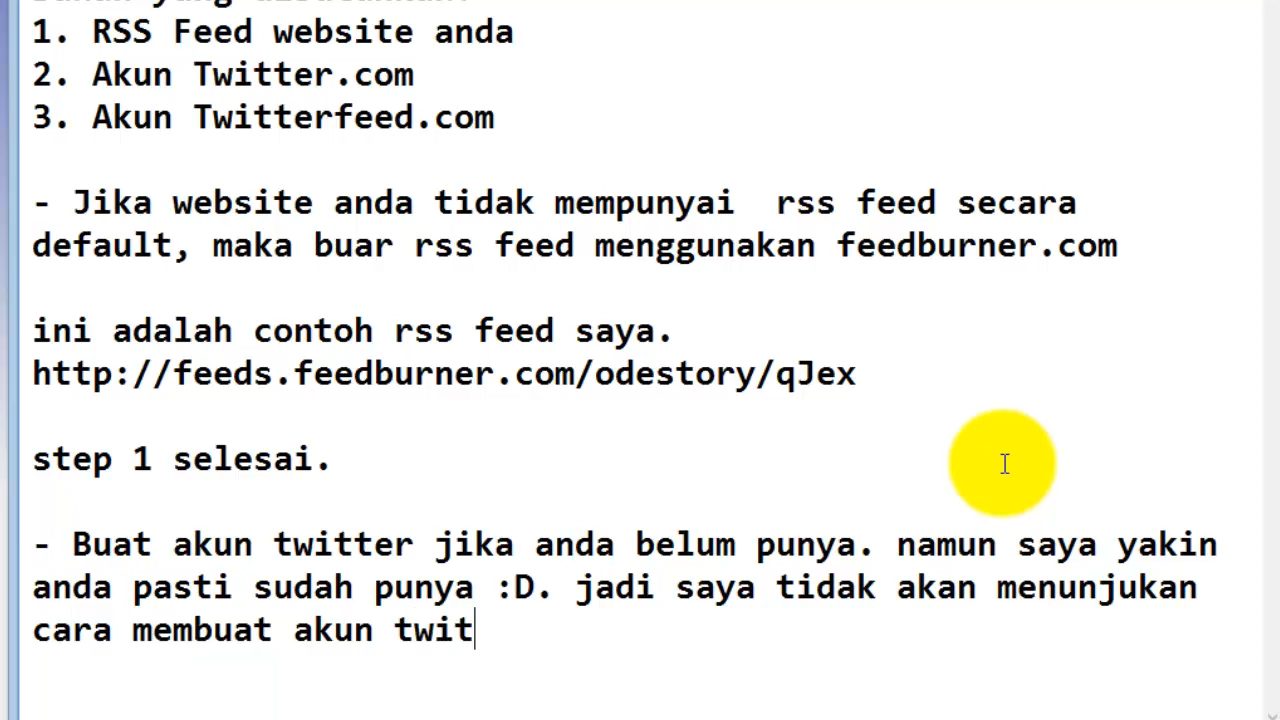 1. RSS Feed website anda
2. Akun Twitter.com
3. Akun Twitterfeed.com
- Jika website anda tidak mempunyai  rss feed secara
default, maka buar rss feed menggunakan feedburner.com
ini adalah contoh rss feed saya.
http://feeds.feedburner.com/odestory/qJex
step 1 selesai.
- Buat akun twitter jika anda belum punya. namun saya yakin
anda pasti sudah punya :D. jadi saya tidak akan menunjukan
cara membuat akun twit